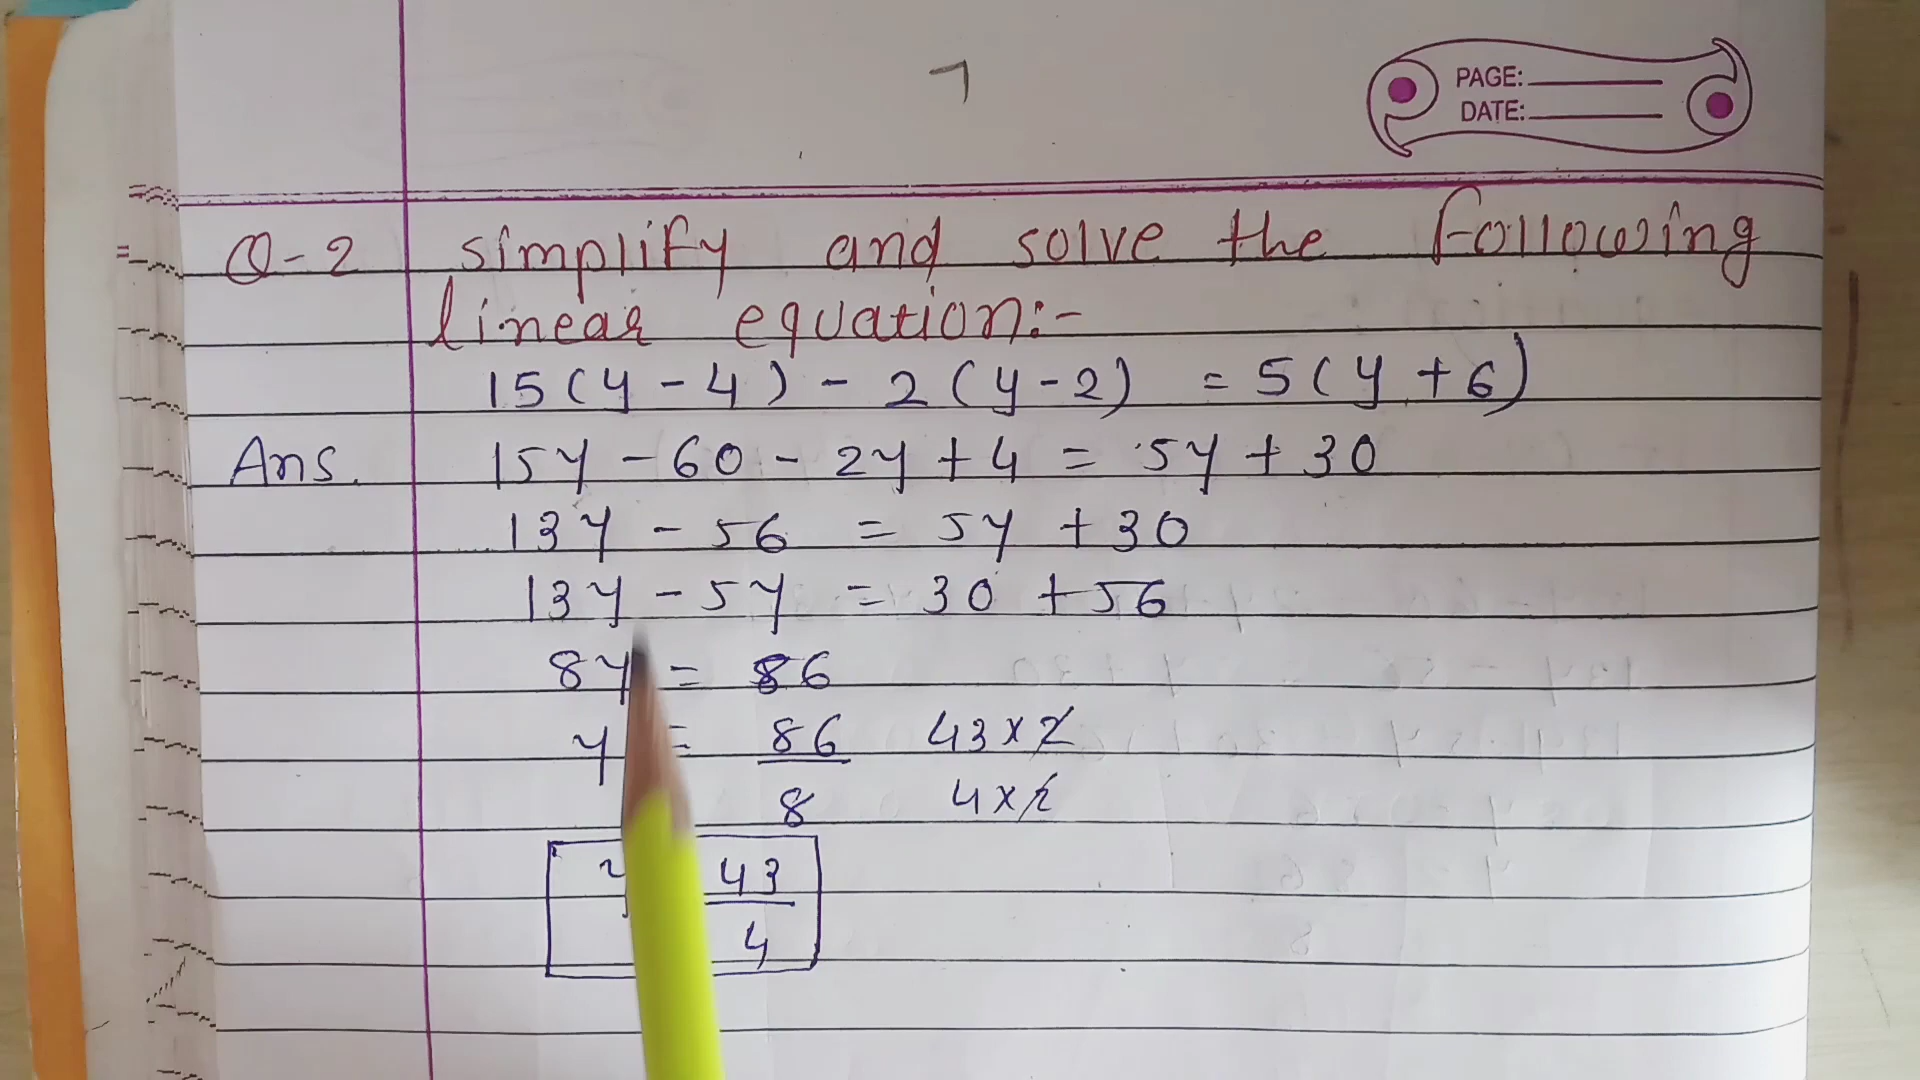 7
PAGE:
DATE:
Q-2 simplify and solve the following
linear equation:-
15(y-4)-2(y-2) = 5(y+6)
Ans. 15y-60-2y+4 = 5y+30
13y-56 = 5y+30
13y-5y = 30+56
8y = 86
y = 86 43x2
8 4x2
y 43
4